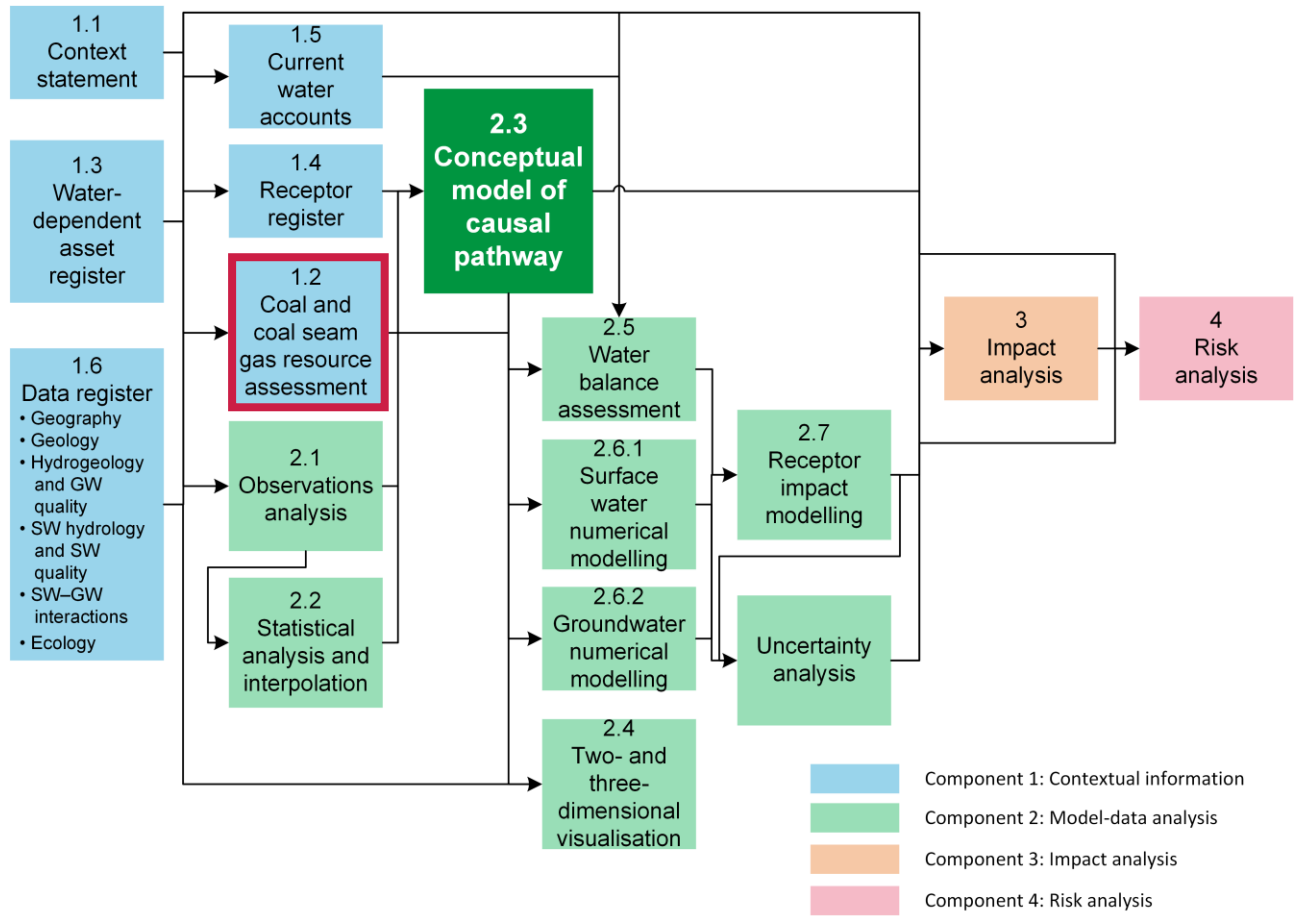 1.1
Context
statement
1.3
Water-
dependent
asset
register
1.6
Data register
• Geography
• Geology
• Hydrogeology
and GW
quality
• SW hydrology
and SW
quality
• SW–GW
interactions
• Ecology
1.5
Current
water
accounts
1.4
Receptor
register
1.2
Coal and
coal seam
gas resource
assessment
2.1
Observations
analysis
2.2
Statistical
analysis and
interpolation
2.3
Conceptual
model of
causal
pathway
2.5
Water
balance
assessment
2.6.1
Surface
water
numerical
modelling
2.6.2
Groundwater
numerical
modelling
2.4
Two- and
three-
dimensional
visualisation
2.7
Receptor
impact
modelling
Uncertainty
analysis
3
Impact
analysis
4
Risk
analysis
Component 1: Contextual information
Component 2: Model-data analysis
Component 3: Impact analysis
Component 4: Risk analysis